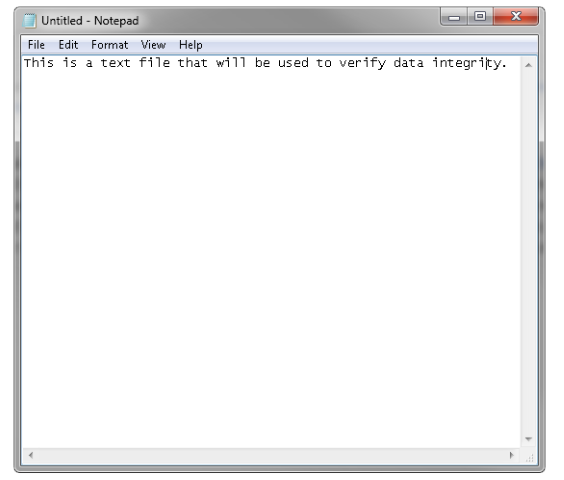 Untitled - Notepad
File Edit Format View Help
This is a text file that will be used to verify data integrity.